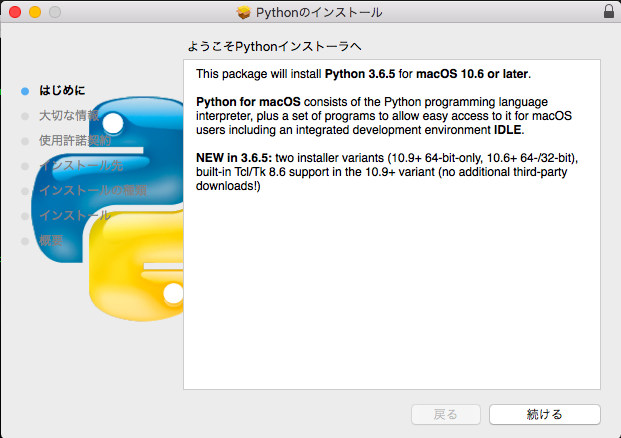 Pythonのインストール
ようこそPythonインストーラへ
はじめに
大切な情報
使用許諾契約
インストール先
インストールの種類
インストール
概要
This package will install Python 3.6.5 for macOS 10.6 or later.
Python for macOS consists of the Python programming language
interpreter, plus a set of programs to allow easy access to it for macOS
users including an integrated development environment IDLE.
NEW in 3.6.5: two installer variants (10.9+ 64-bit-only, 10.6+ 64-/32-bit),
built-in Tcl/Tk 8.6 support in the 10.9+ variant (no additional third-party
downloads!)
戻る
続ける